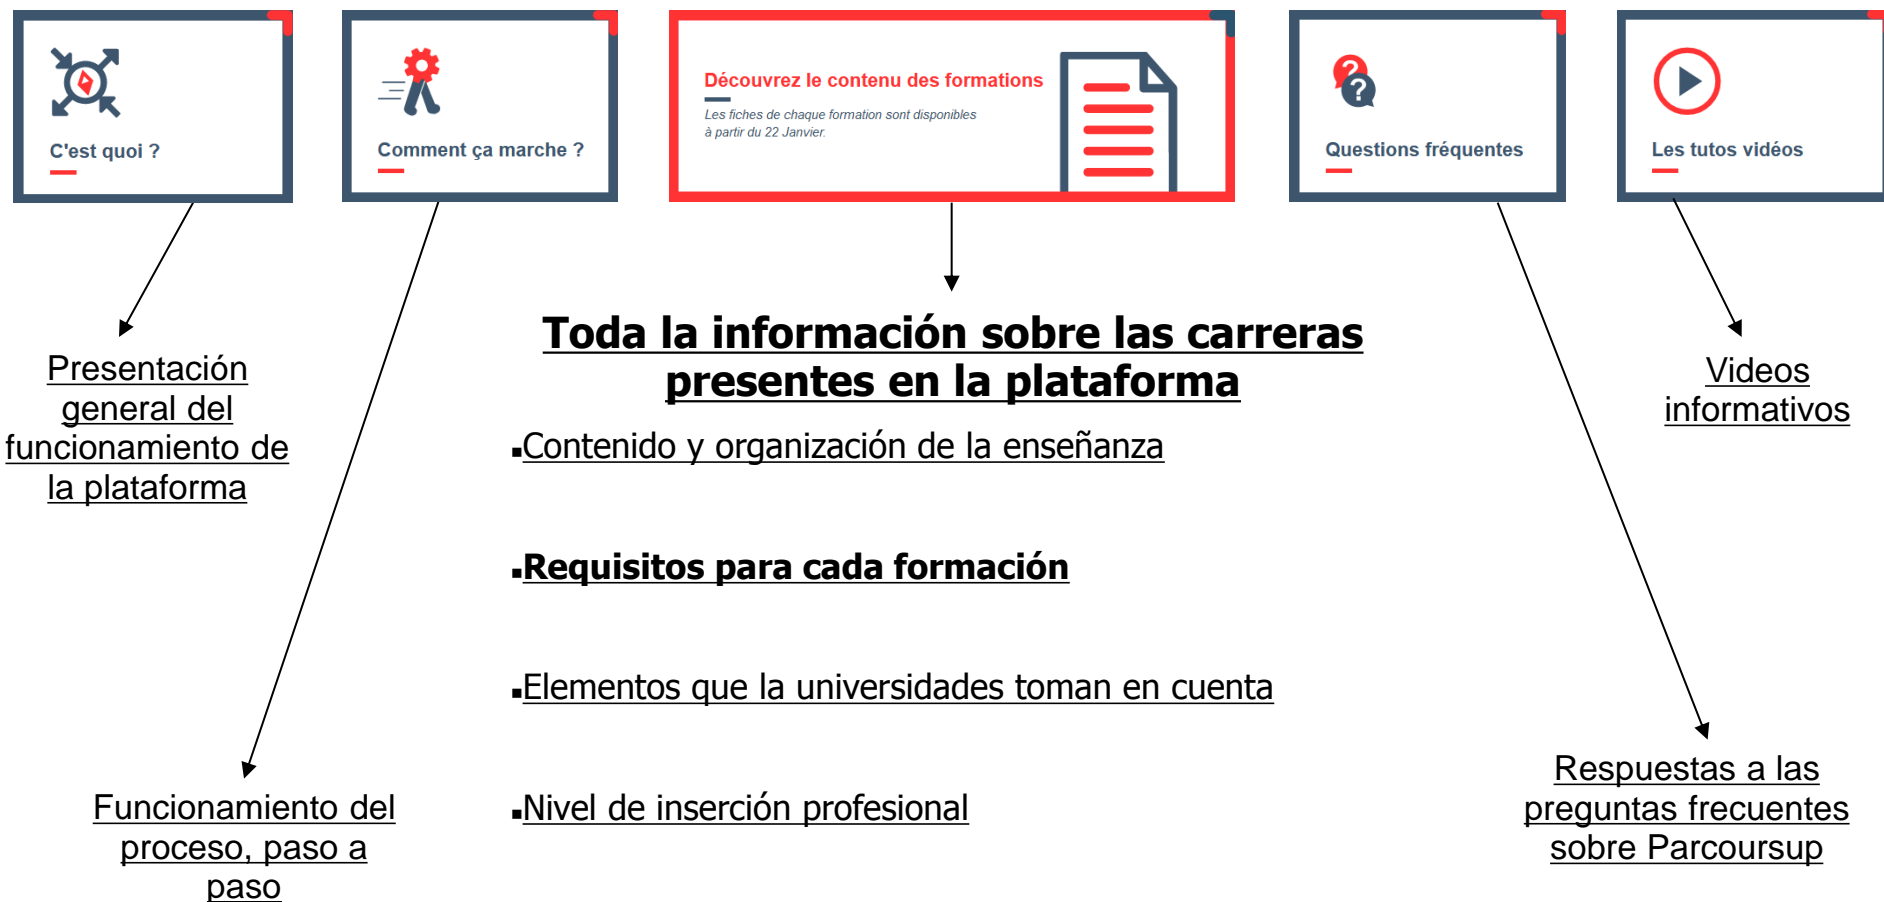 C'est quoi ?
Comment ça marche ?
Découvrez le contenu des formations
Les fiches de chaque formation sont disponibles
à partir du 22 Janvier.
?
?
Questions fréquentes
Les tutos vidéos
Presentación
general del
funcionamiento de
la plataforma
Toda la información sobre las carreras
presentes en la plataforma
▪Contenido y organización de la enseñanza
▪Requisitos para cada formación
▪Elementos que la universidades toman en cuenta
▪Nivel de inserción profesional
Videos
informativos
Funcionamiento del
proceso, paso a
paso
Respuestas a las
preguntas frecuentes
sobre Parcoursup